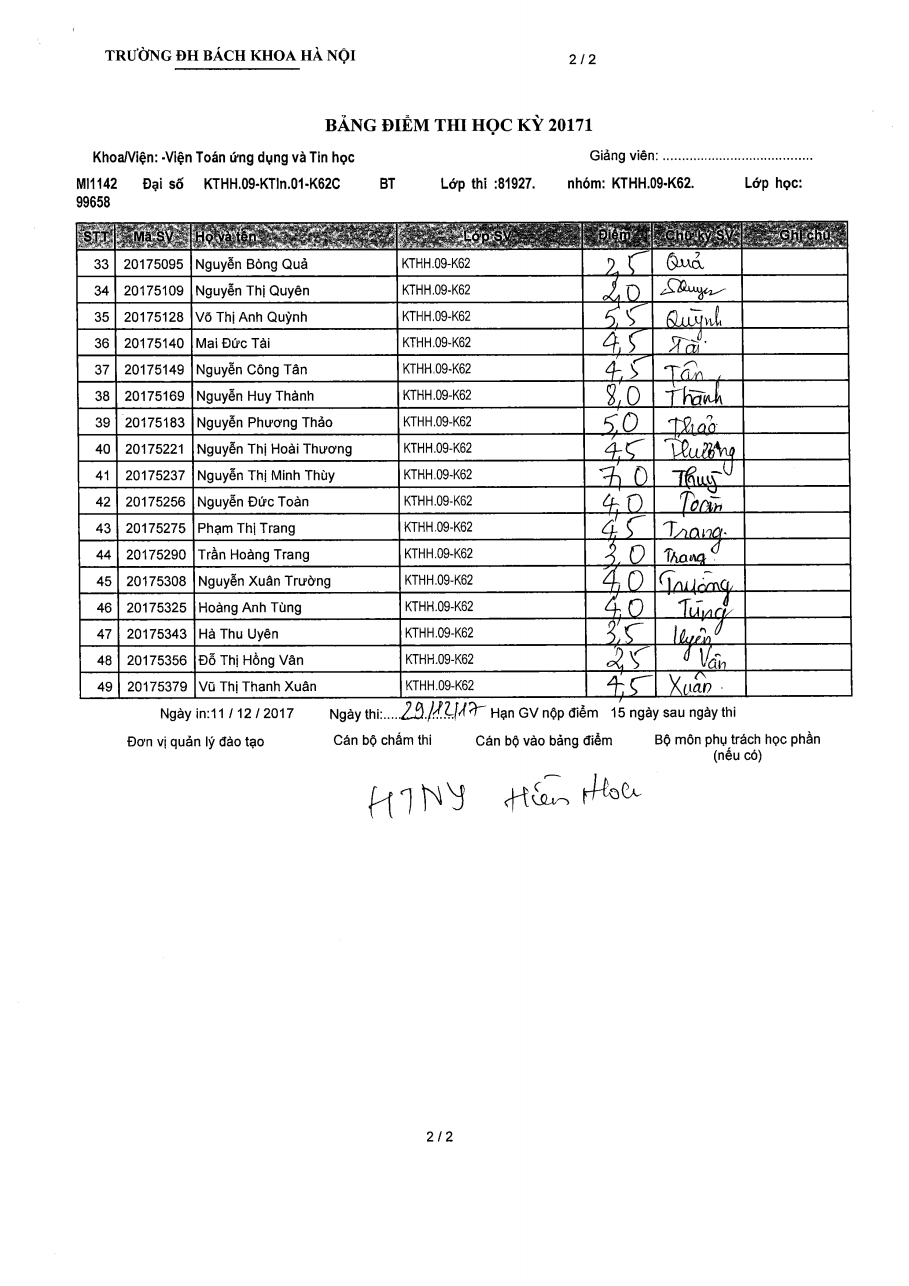 TRƯỜNG ĐH BÁCH KHOA HÀ NỘI 2 / 2
BẢNG ĐIỂM THI HỌC KỲ 20171
Khoa/Viện: -Viện Toán ứng dụng và Tin học Giảng viên: ........................................
MI1142 Đại số KTHH.09-KTIn.01-K62C BT Lớp thi :81927. nhóm: KTHH.09-K62. Lớp học:
99658
STT Mã SV Họ và tên Lớp SV Điểm Chữ ký SV Ghi chú
33 20175095 Nguyễn Bòng Quả KTHH.09-K62 2,5 Quả
34 20175109 Nguyễn Thị Quyên KTHH.09-K62 2,0
35 20175128 Võ Thị Anh Quỳnh KTHH.09-K62 5,5 Quỳnh
36 20175140 Mai Đức Tài KTHH.09-K62 4,5 Tài
37 20175149 Nguyễn Công Tân KTHH.09-K62 4,5 Tân
38 20175169 Nguyễn Huy Thành KTHH.09-K62 8,0 Thành
39 20175183 Nguyễn Phương Thảo KTHH.09-K62 5,0 Thảo
40 20175221 Nguyễn Thị Hoài Thương KTHH.09-K62 4,5 Thương
41 20175237 Nguyễn Thị Minh Thùy KTHH.09-K62 7,0 Thuỳ
42 20175256 Nguyễn Đức Toàn KTHH.09-K62 4,0 Toàn
43 20175275 Phạm Thị Trang KTHH.09-K62 4,5 Trang
44 20175290 Trần Hoàng Trang KTHH.09-K62 3,0 Trang
45 20175308 Nguyễn Xuân Trường KTHH.09-K62 4,0 Trường
46 20175325 Hoàng Anh Tùng KTHH.09-K62 4,0 Tùng
47 20175343 Hà Thu Uyên KTHH.09-K62 3,5 Uyên
48 20175356 Đỗ Thị Hồng Vân KTHH.09-K62 2,5 Vân
49 20175379 Vũ Thị Thanh Xuân KTHH.09-K62 4,5 Xuân
Ngày in:11 / 12 / 2017 Ngày thi:.....29/12/17 Hạn GV nộp điểm 15 ngày sau ngày thi
Đơn vị quản lý đào tạo Cán bộ chấm thi Cán bộ vào bảng điểm Bộ môn phụ trách học phần
(nếu có)
HTNY Hiền Hoa
2 / 2